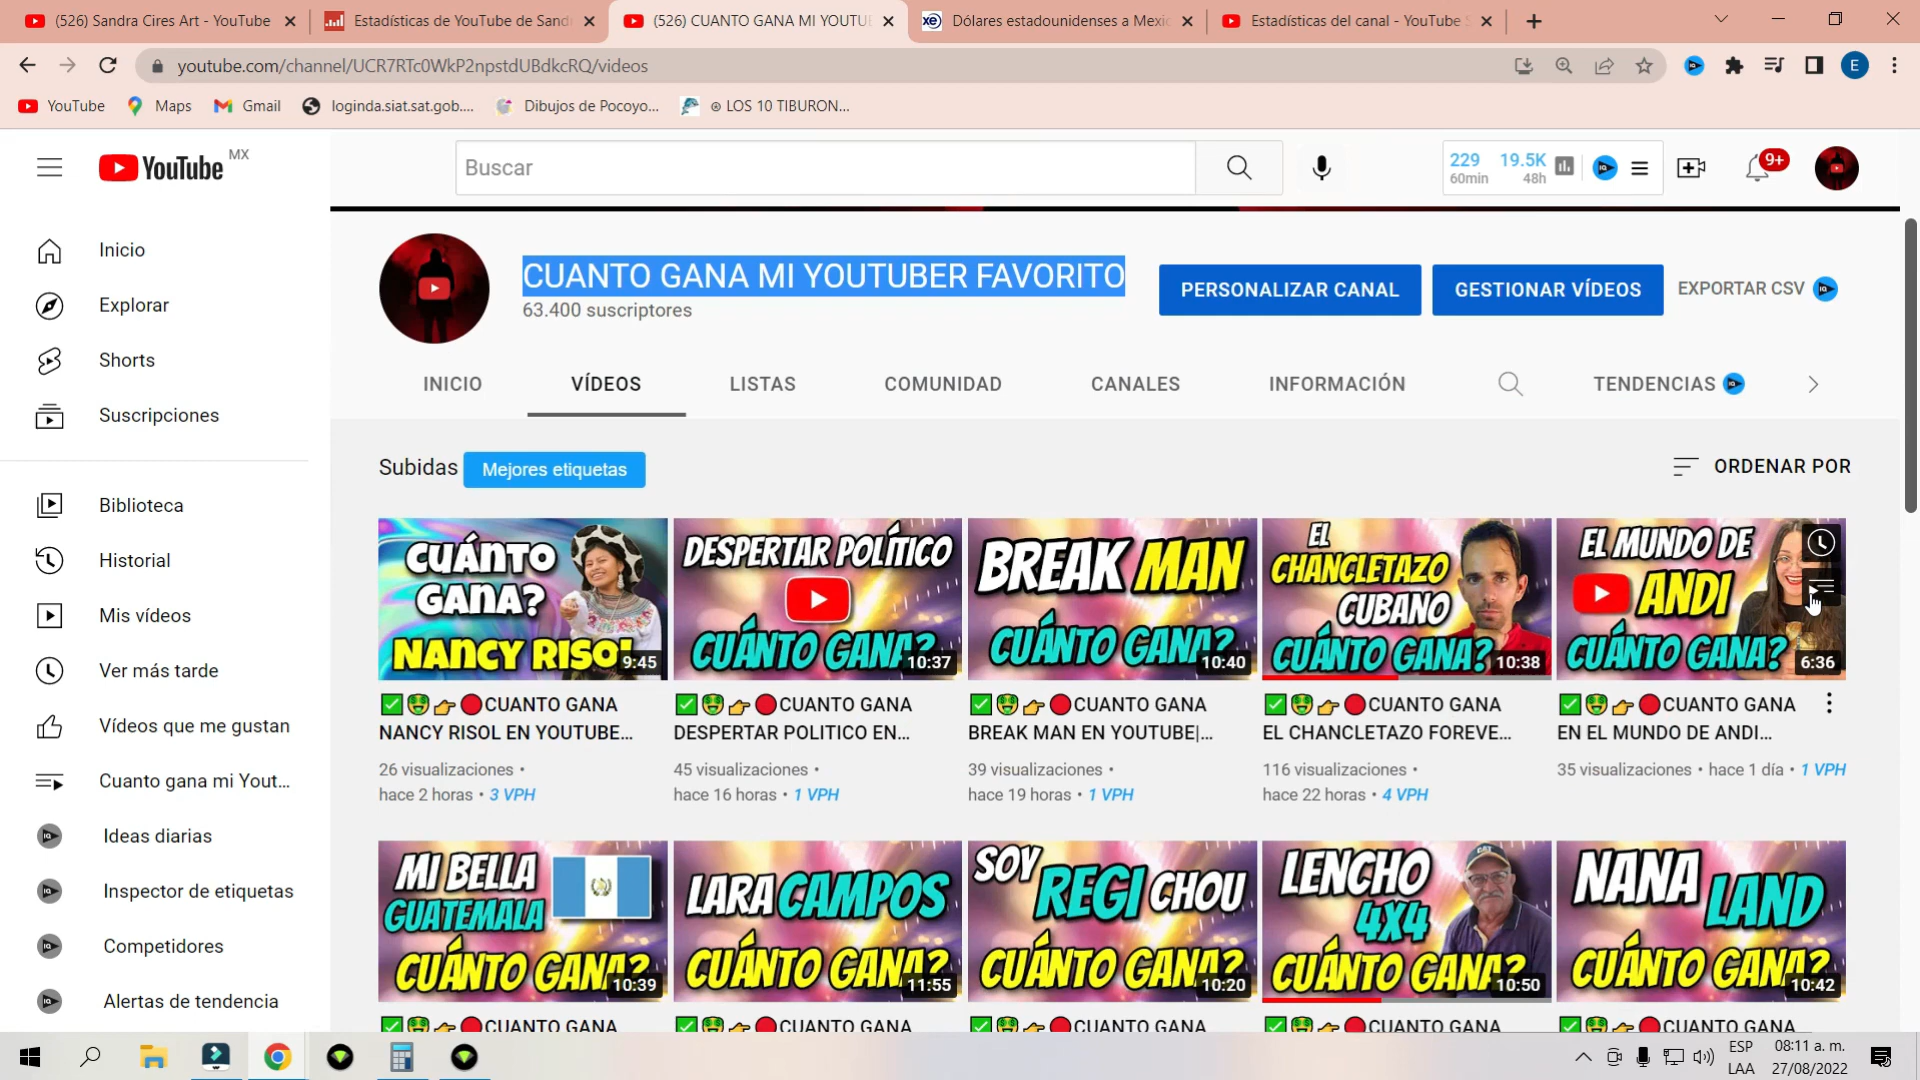 (526) Sandra Cires Art - YouTube
Estadísticas de YouTube de Sand
(526) CUANTO GANA MI YOUTU
Dólares estadounidenses a Mexic
Estadísticas del canal - YouTube S
youtube.com/channel/UCR7RTc0WkP2npstdUBdkcRQ/videos
E
YouTube
Maps
Gmail
loginda.siat.sat.gob....
Dibujos de Pocoyo...
⊛ LOS 10 TIBURON...
YouTube MX
Buscar
229 19.5K
60min 48h
9+
Inicio
Explorar
Shorts
Suscripciones
Biblioteca
Historial
Mis vídeos
Ver más tarde
Vídeos que me gustan
Cuanto gana mi Yout...
Ideas diarias
Inspector de etiquetas
Competidores
Alertas de tendencia
CUANTO GANA MI YOUTUBER FAVORITO
63.400 suscriptores
PERSONALIZAR CANAL
GESTIONAR VÍDEOS
EXPORTAR CSV
INICIO
VÍDEOS
LISTAS
COMUNIDAD
CANALES
INFORMACIÓN
TENDENCIAS
Subidas
Mejores etiquetas
ORDENAR POR
CUÁNTO
GANA?
NANCY RISOL
9:45
✅🤑👉🔴CUANTO GANA
NANCY RISOL EN YOUTUBE...
26 visualizaciones •
hace 2 horas • 3 VPH
DESPERTAR POLÍTICO
CUÁNTO GANA?
10:37
✅🤑👉🔴CUANTO GANA
DESPERTAR POLITICO EN...
45 visualizaciones •
hace 16 horas • 1 VPH
BREAK MAN
CUÁNTO GANA?
10:40
✅🤑👉🔴CUANTO GANA
BREAK MAN EN YOUTUBE|...
39 visualizaciones •
hace 19 horas • 1 VPH
EL
CHANCLETAZO
CUBANO
CUÁNTO GANA?
10:38
✅🤑👉🔴CUANTO GANA
EL CHANCLETAZO FOREVE...
116 visualizaciones •
hace 22 horas • 4 VPH
EL MUNDO DE
ANDI
CUÁNTO GANA?
6:36
✅🤑👉🔴CUANTO GANA
EN EL MUNDO DE ANDI...
35 visualizaciones • hace 1 día • 1 VPH
MI BELLA
GUATEMALA
CUÁNTO GANA?
10:39
✅🤑👉🔴CUANTO GANA
LARA CAMPOS
CUÁNTO GANA?
11:55
✅🤑👉🔴CUANTO GANA
SOY
REGI CHOU
CUÁNTO GANA?
10:20
✅🤑👉🔴CUANTO GANA
LENCHO
4X4
CUÁNTO GANA?
10:50
✅🤑👉🔴CUANTO GANA
NANA
LAND
CUÁNTO GANA?
10:42
✅🤑👉🔴CUANTO GANA
ESP
LAA
08:11 a. m.
27/08/2022